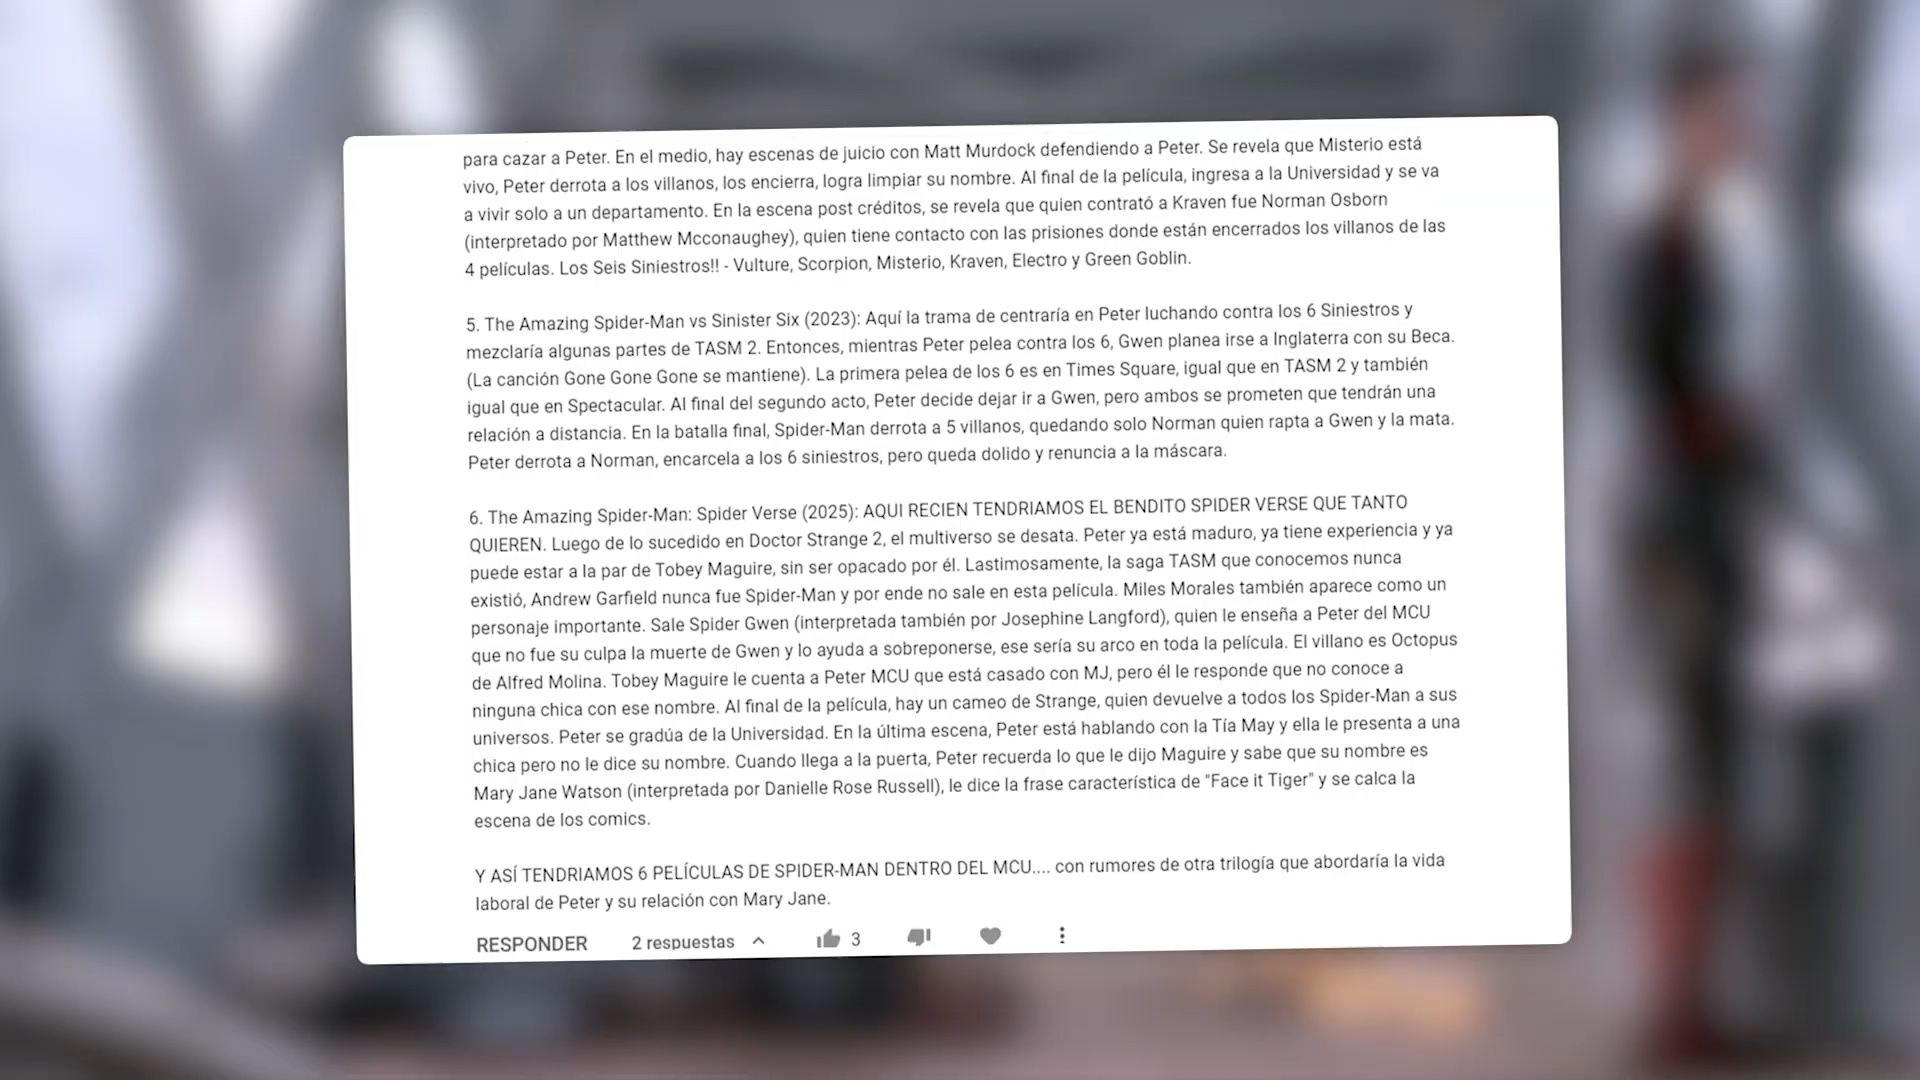 para cazar a Peter. En el medio, hay escenas de juicio con Matt Murdock defendiendo a Peter. Se revela que Misterio está
vivo, Peter derrota a los villanos, los encierra, logra limpiar su nombre. Al final de la película, ingresa a la Universidad y se va
a vivir solo a un departamento. En la escena post créditos, se revela que quien contrató a Kraven fue Norman Osborn
(interpretado por Matthew Mcconaughey), quien tiene contacto con las prisiones donde están encerrados los villanos de las
4 películas. Los Seis Siniestros!! - Vulture, Scorpion, Misterio, Kraven, Electro y Green Goblin.
5. The Amazing Spider-Man vs Sinister Six (2023): Aquí la trama de centraría en Peter luchando contra los 6 Siniestros y
mezclaría algunas partes de TASM 2. Entonces, mientras Peter pelea contra los 6, Gwen planea irse a Inglaterra con su Beca.
(La canción Gone Gone Gone se mantiene). La primera pelea de los 6 es en Times Square, igual que en TASM 2 y también
igual que en Spectacular. Al final del segundo acto, Peter decide dejar ir a Gwen, pero ambos se prometen que tendrán una
relación a distancia. En la batalla final, Spider-Man derrota a 5 villanos, quedando solo Norman quien rapta a Gwen y la mata.
Peter derrota a Norman, encarcela a los 6 siniestros, pero queda dolido y renuncia a la máscara.
6. The Amazing Spider-Man: Spider Verse (2025): AQUI RECIEN TENDRIAMOS EL BENDITO SPIDER VERSE QUE TANTO
QUIEREN. Luego de lo sucedido en Doctor Strange 2, el multiverso se desata. Peter ya está maduro, ya tiene experiencia y ya
puede estar a la par de Tobey Maguire, sin ser opacado por él. Lastimosamente, la saga TASM que conocemos nunca
existió, Andrew Garfield nunca fue Spider-Man y por ende no sale en esta película. Miles Morales también aparece como un
personaje importante. Sale Spider Gwen (interpretada también por Josephine Langford), quien le enseña a Peter del MCU
que no fue su culpa la muerte de Gwen y lo ayuda a sobreponerse, ese sería su arco en toda la película. El villano es Octopus
de Alfred Molina. Tobey Maguire le cuenta a Peter MCU que está casado con MJ, pero él le responde que no conoce a
ninguna chica con ese nombre. Al final de la película, hay un cameo de Strange, quien devuelve a todos los Spider-Man a sus
universos. Peter se gradúa de la Universidad. En la última escena, Peter está hablando con la Tía May y ella le presenta a una
chica pero no le dice su nombre. Cuando llega a la puerta, Peter recuerda lo que le dijo Maguire y sabe que su nombre es
Mary Jane Watson (interpretada por Danielle Rose Russell), le dice la frase característica de "Face it Tiger" y se calca la
escena de los comics.
Y ASÍ TENDRIAMOS 6 PELÍCULAS DE SPIDER-MAN DENTRO DEL MCU.... con rumores de otra trilogía que abordaría la vida
laboral de Peter y su relación con Mary Jane.
RESPONDER 2 respuestas 3